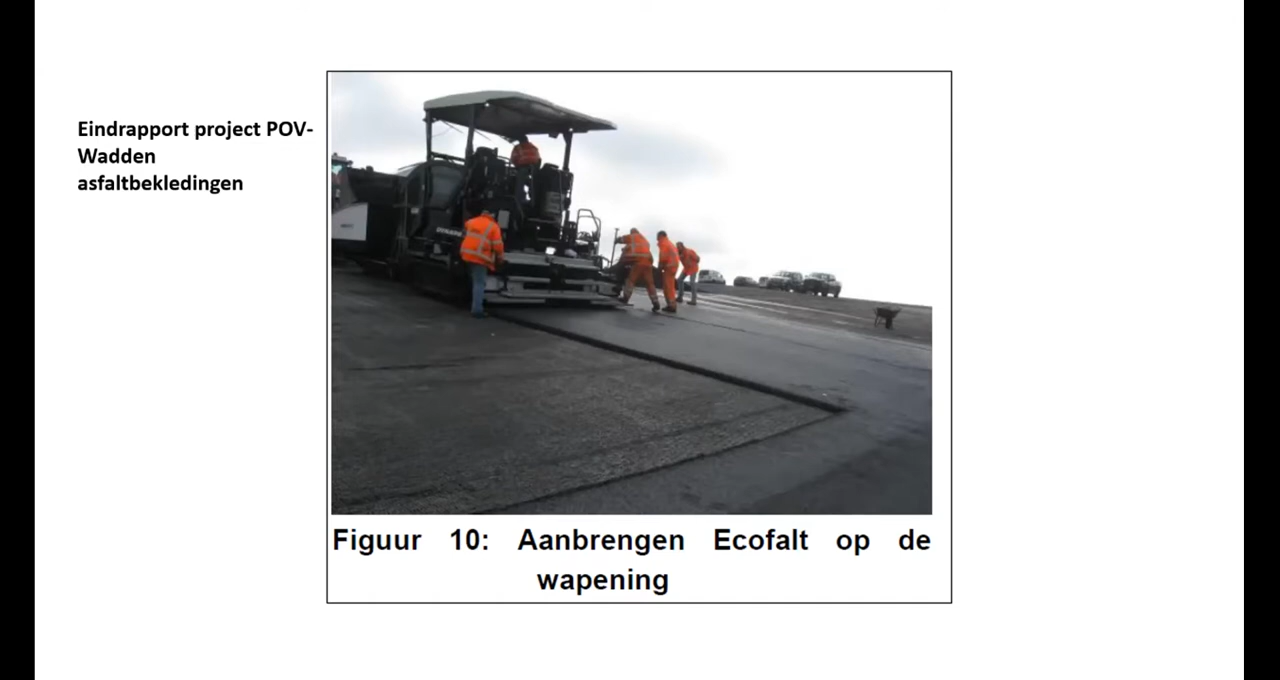 Eindrapport project POV-
Wadden
asfaltbekledingen
Figuur 10: Aanbrengen Ecofalt op de
wapening